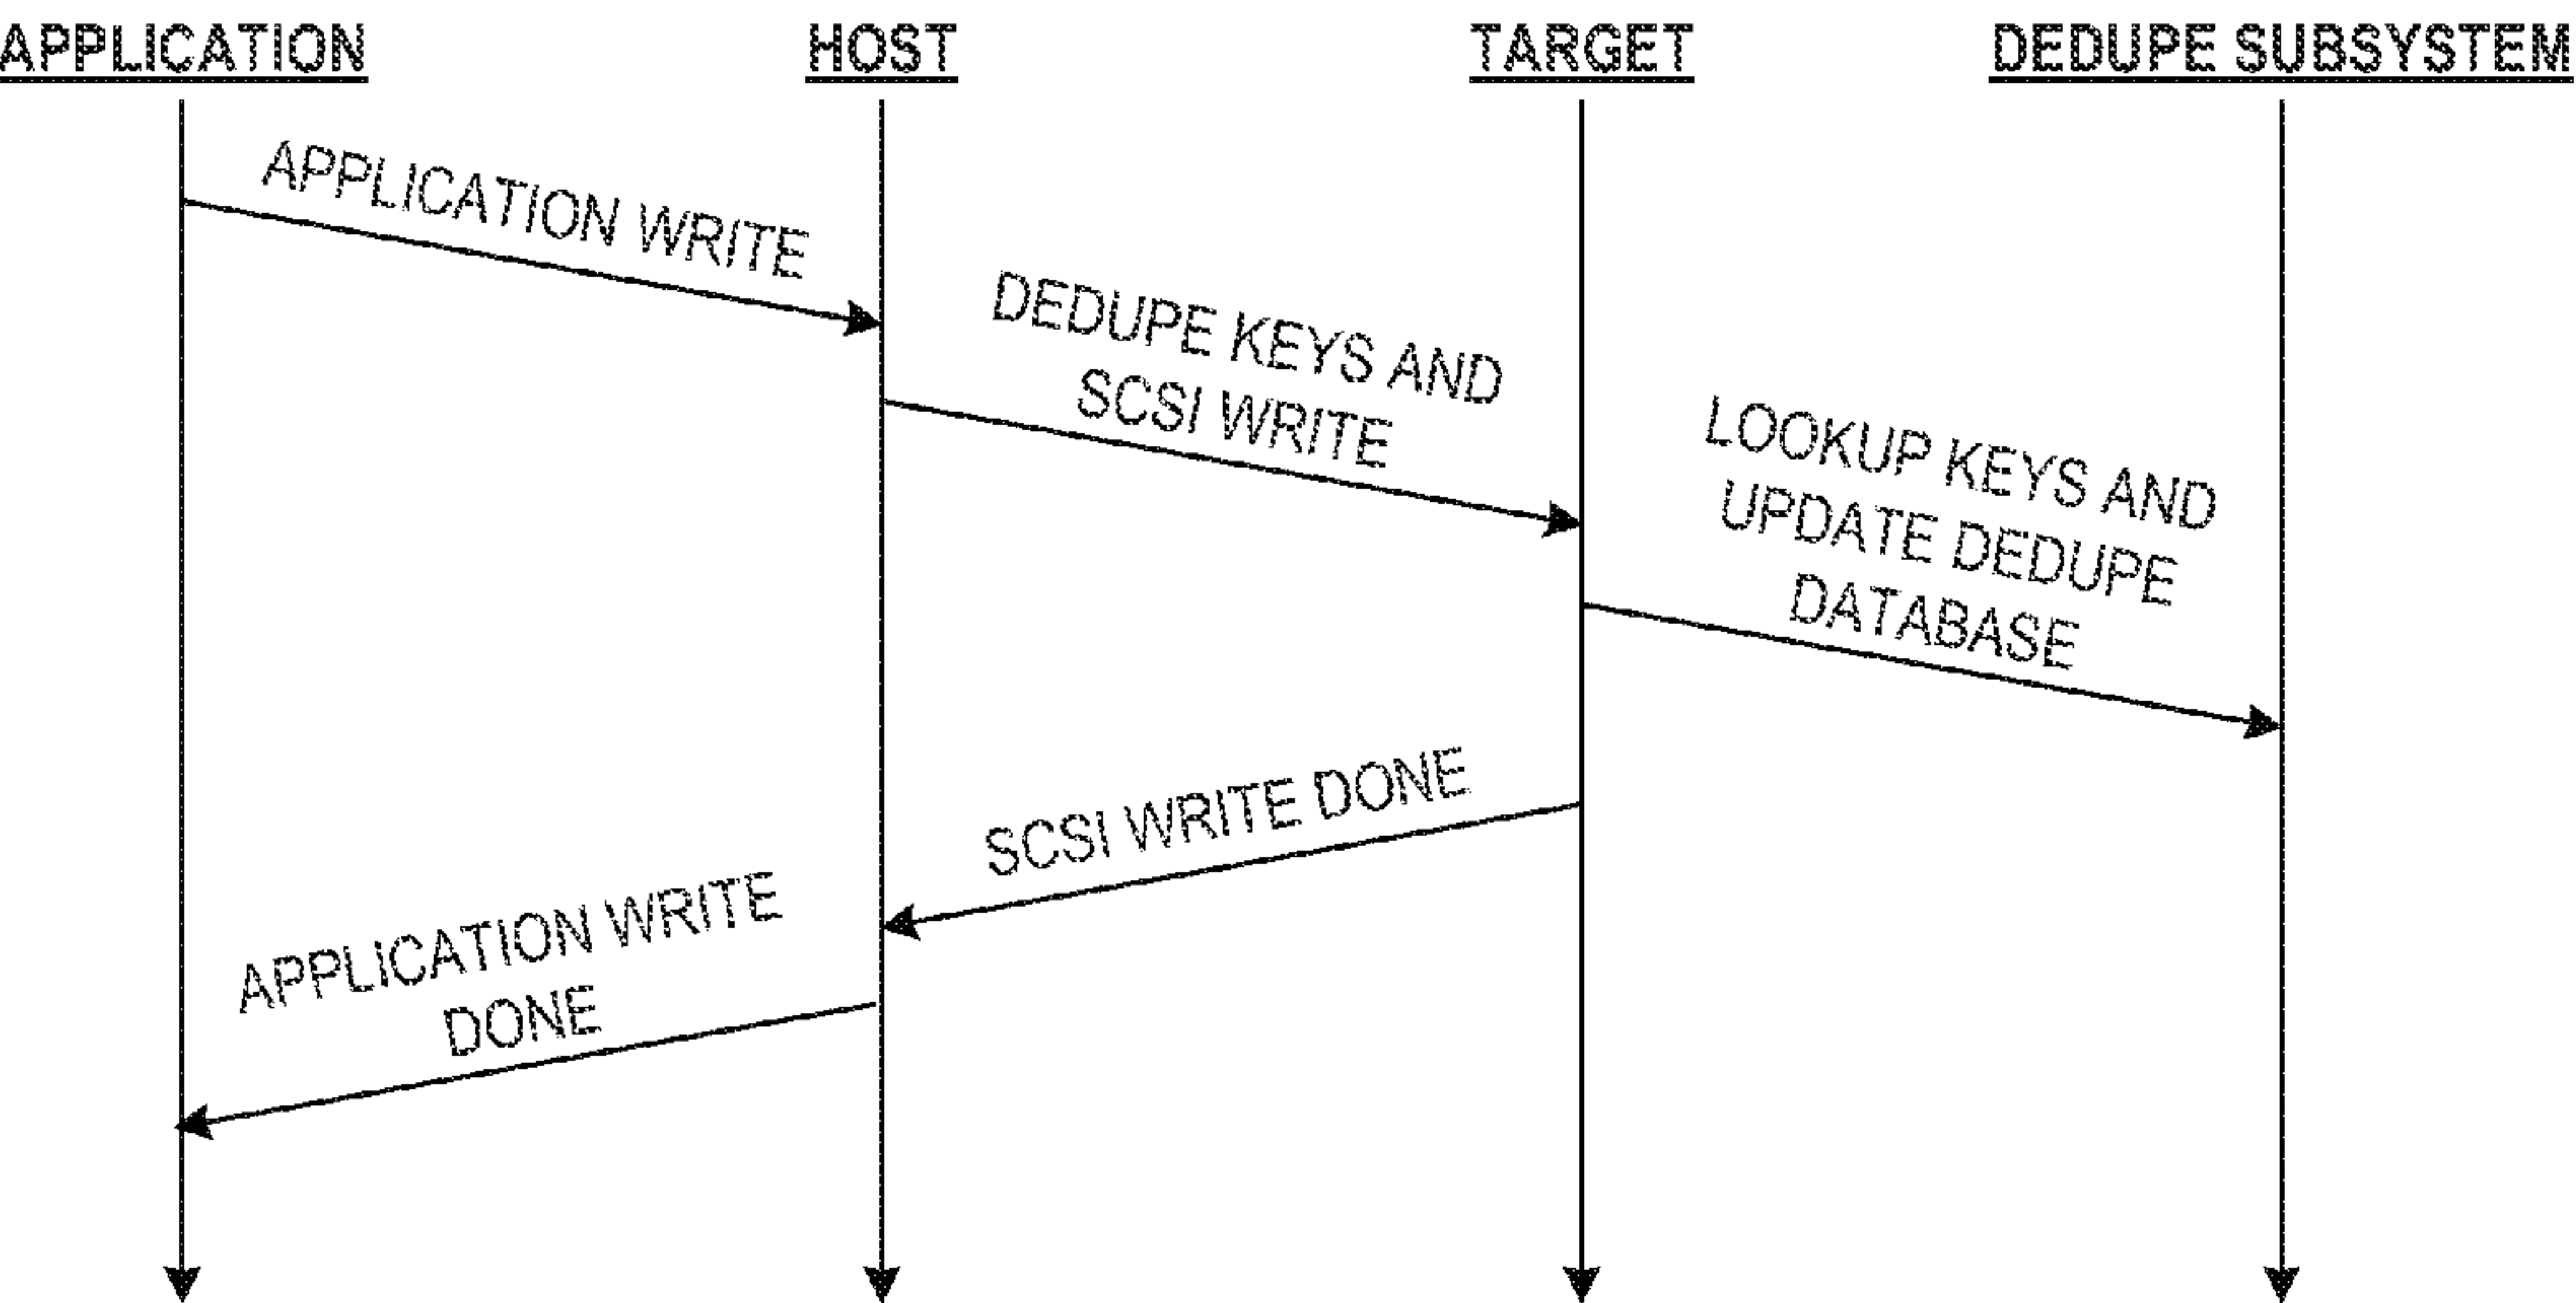 APPLICATION
HOST
TARGET
DEDUPE SUBSYSTEM
APPLICATION WRITE
DEDUPE KEYS AND
SCSI WRITE
LOOKUP KEYS AND
UPDATE DEDUPE
DATABASE
SCSI WRITE DONE
APPLICATION WRITE
DONE